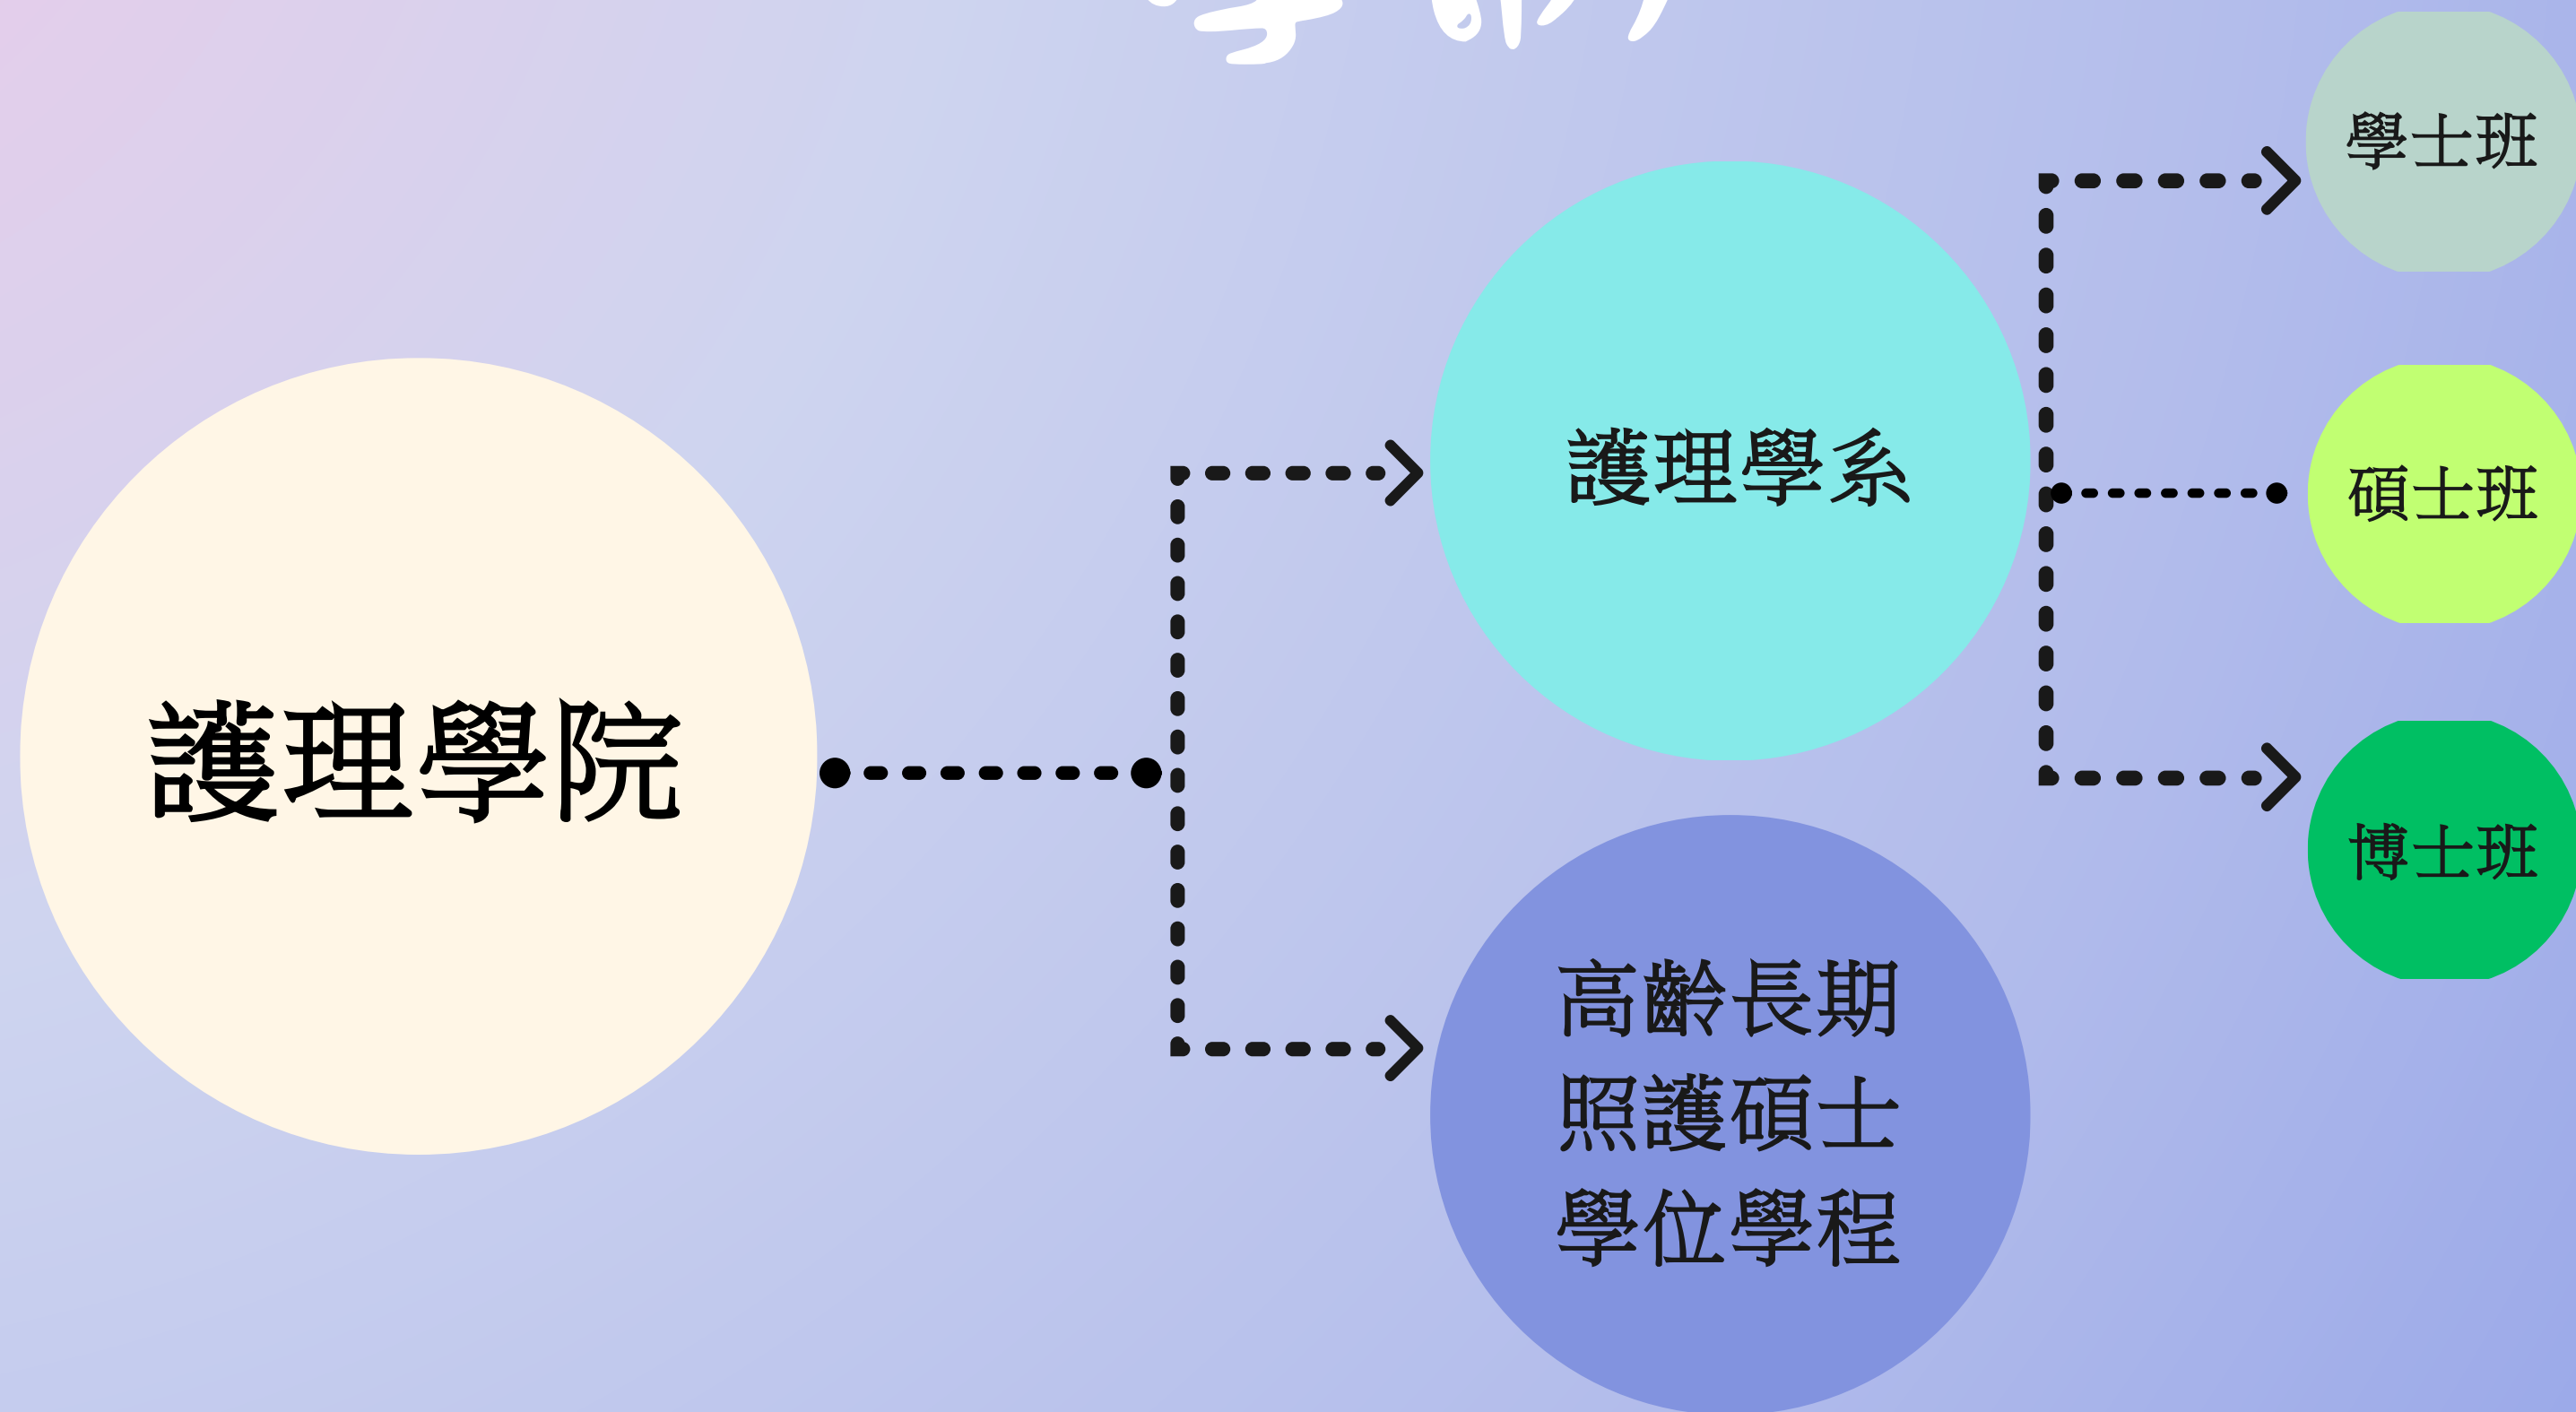 護理學院
護理學系
高齡長期
照護碩士
學位學程
學士班
碩士班
博士班